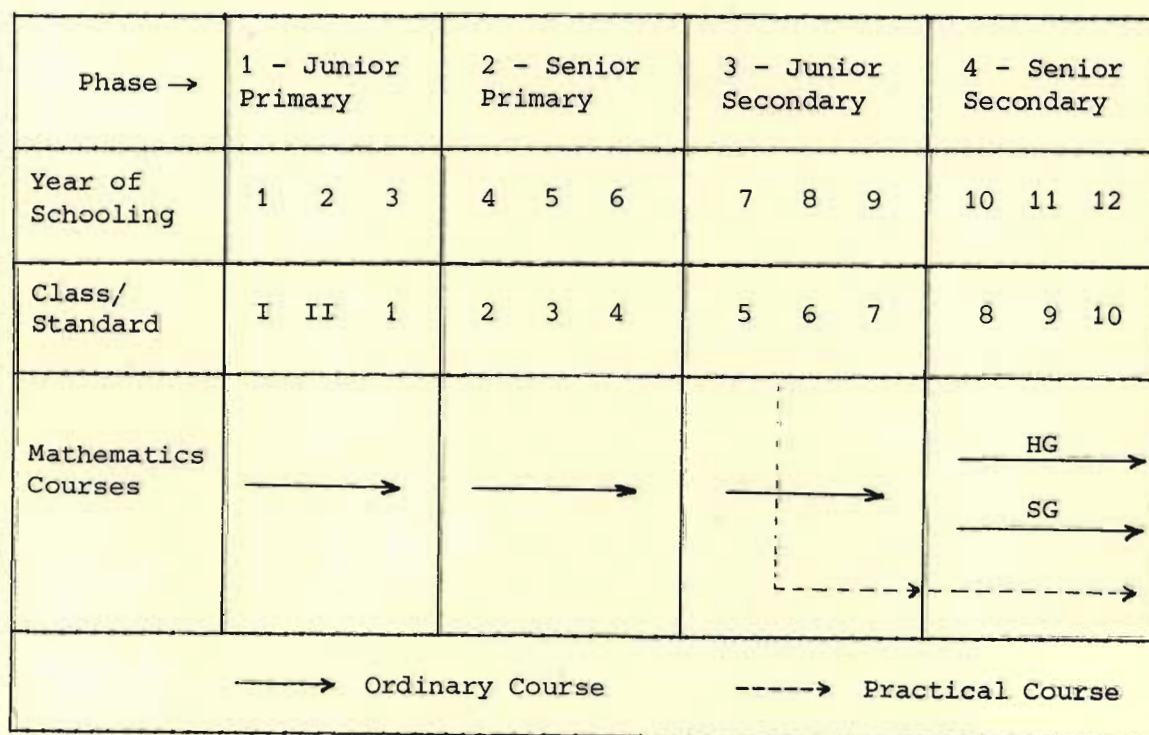 Phase →
1 - Junior
Primary
2 - Senior
Primary
3 - Junior
Secondary
4 - Senior
Secondary
Year of
Schooling
1 2 3
4 5 6
7 8 9
10 11 12
Class/
Standard
I II 1
2 3 4
5 6 7
8 9 10
Mathematics
Courses
HG
SG
Ordinary Course
Practical Course